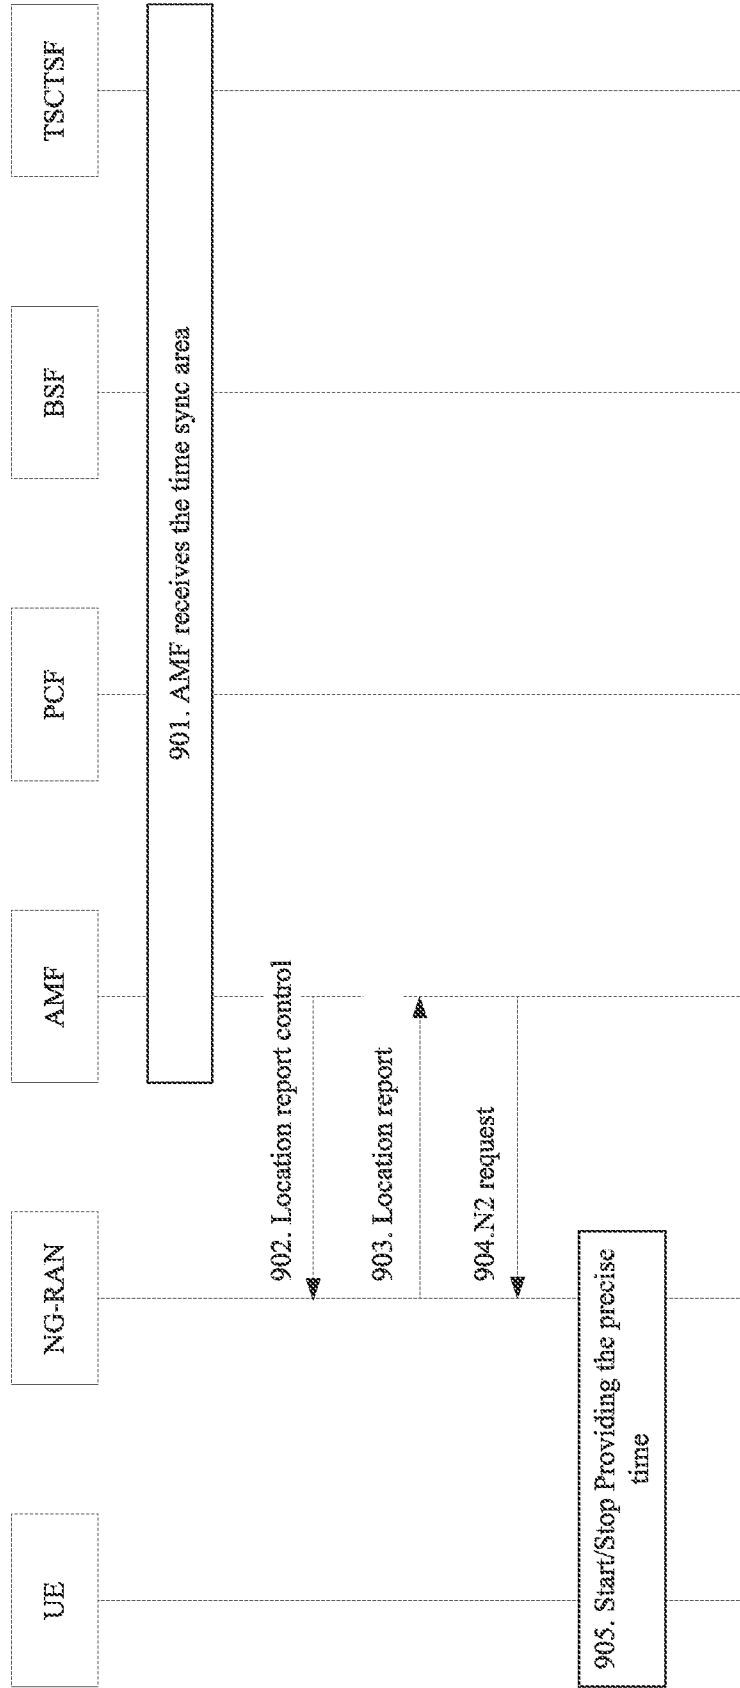 UE
NG-RAN
AMF
PCF
BSF
TSCTSF
901. AMF receives the time sync area
902. Location report control
903. Location report
904.N2 request
905. Start/Stop Providing the precise
time